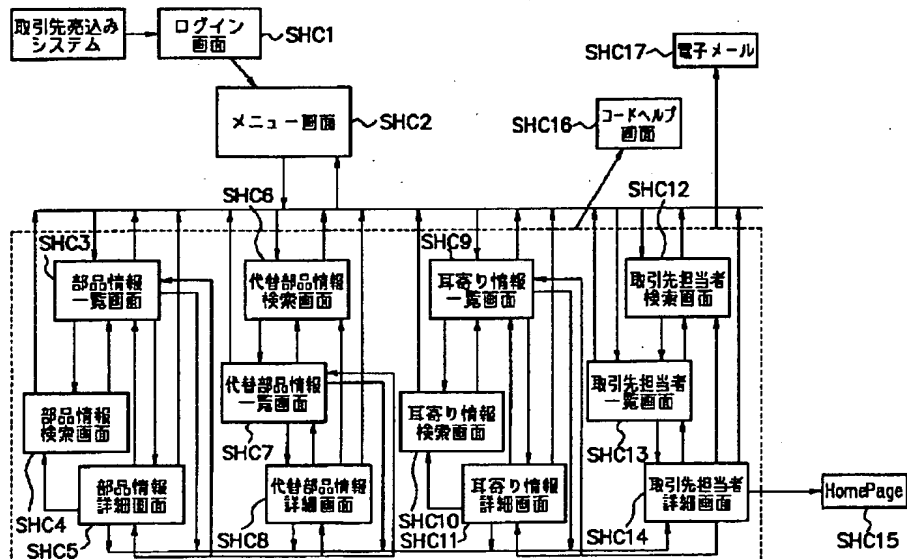 取引先売込み
システム
ログイン
画面
SHC1
SHC17
電子メール
メニュー画面
SHC2
SHC16
コードヘルプ
画面
SHC6
SHC12
SHC3
SHC9
部品情報
一覧画面
代替部品情報
検索画面
耳寄り情報
一覧画面
取引先担当者
検索画面
部品情報
検索画面
代替部品情報
一覧画面
耳寄り情報
検索画面
取引先担当者
一覧画面
SHC7
SHC13
部品情報
詳細画面
代替部品情報
詳細画面
耳寄り情報
詳細画面
取引先担当者
詳細画面
HomePage
SHC4
SHC5
SHC8
SHC10
SHC11
SHC14
SHC15